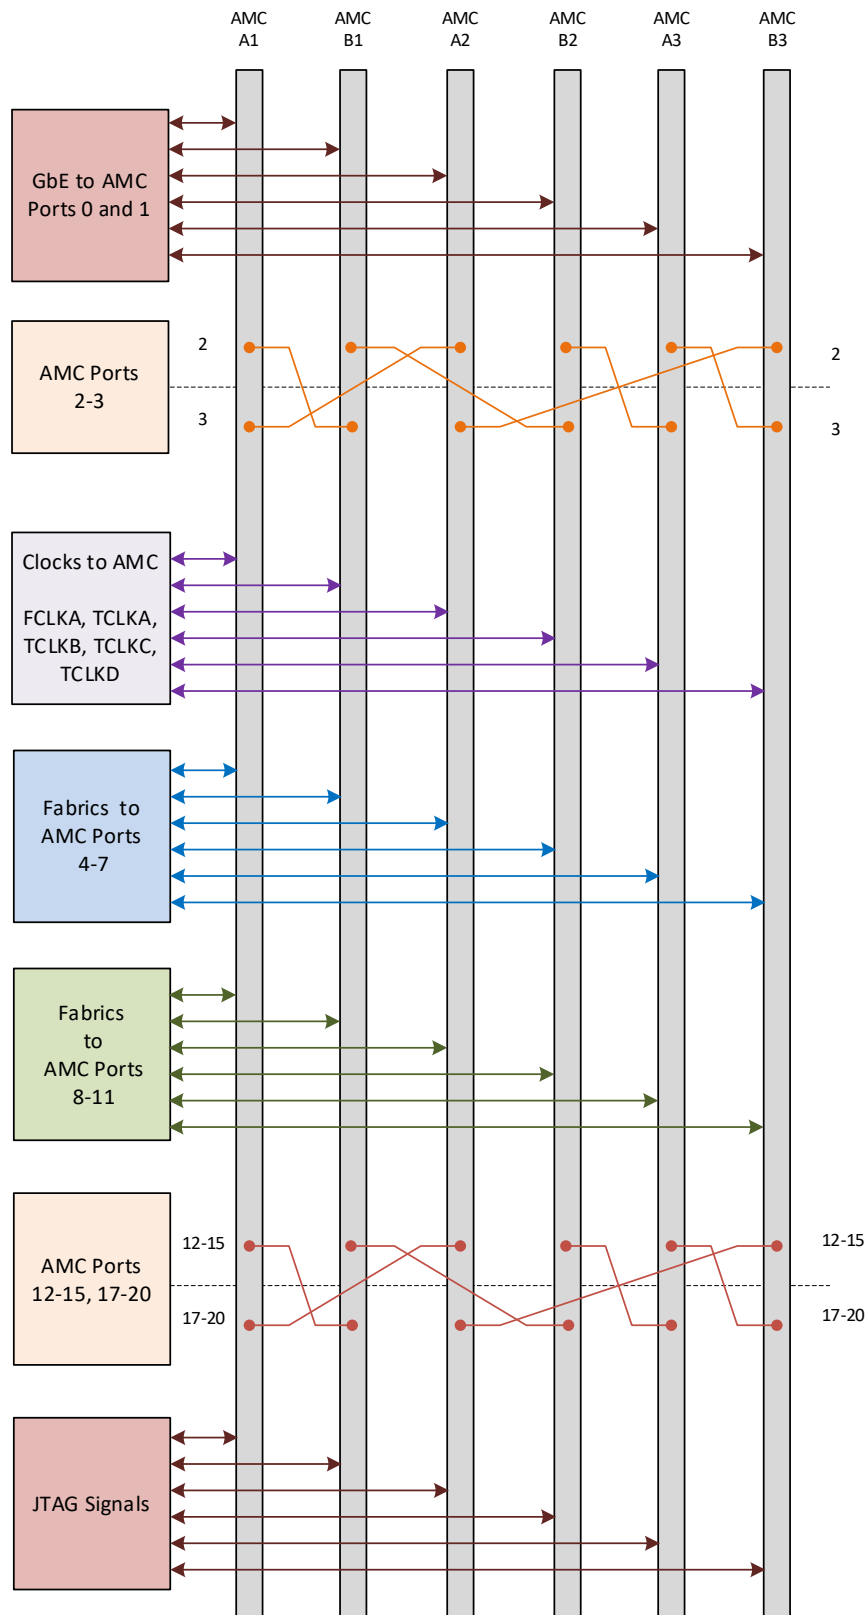 AMC
A1
AMC
B1
AMC
A2
AMC
B2
AMC
A3
AMC
B3
GbE to AMC
Ports 0 and 1
AMC Ports
2-3
2
3
2
3
Clocks to AMC
FCLKA, TCLKA,
TCLKB, TCLKC,
TCLKD
Fabrics to
AMC Ports
4-7
Fabrics
to
AMC Ports
8-11
AMC Ports
12-15, 17-20
12-15
17-20
12-15
17-20
JTAG Signals